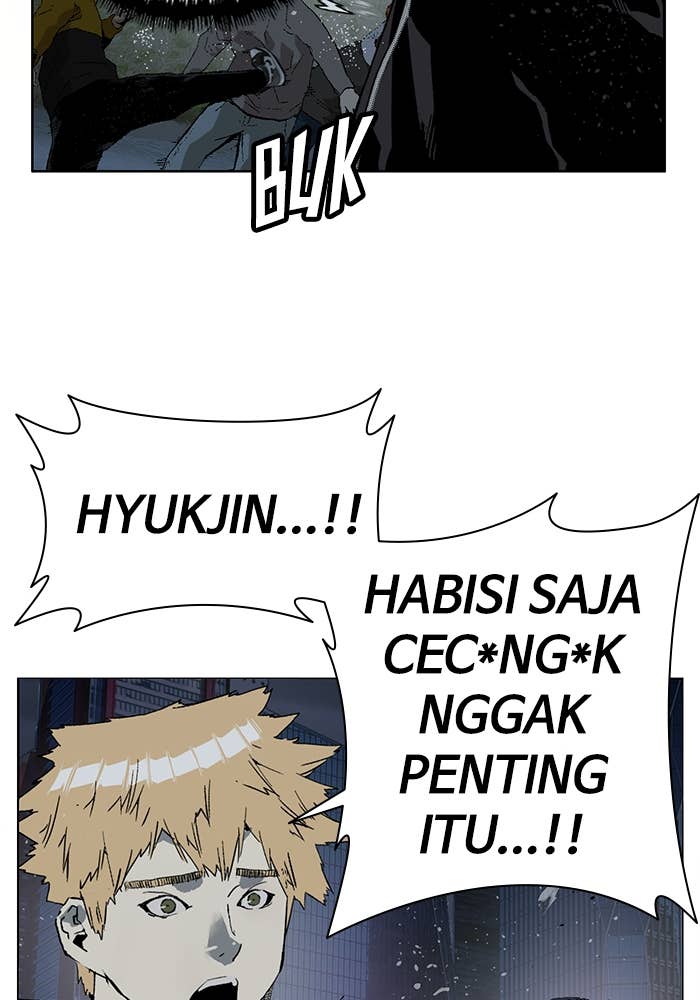 BUK
HYUKJIN...!!
HABISI SAJA
CEC*NG*K
NGGAK
PENTING
ITU...!!